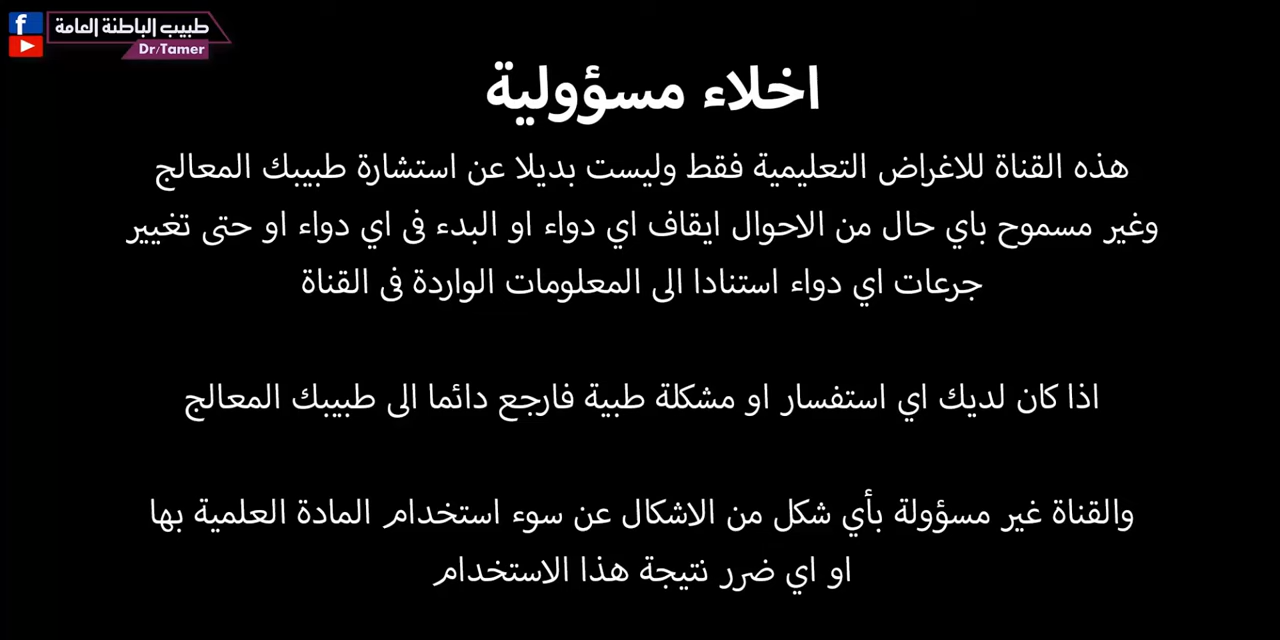 طبيب الباطنة العامة
Dr/Tamer
اخلاء مسؤولية
هذه القناة للاغراض التعليمية فقط وليست بديلا عن استشارة طبيبك المعالج
وغير مسموح باي حال من الاحوال ايقاف اي دواء او البدء فى اي دواء او حتى تغيير
جرعات اي دواء استنادا الى المعلومات الواردة فى القناة
اذا كان لديك اي استفسار او مشكلة طبية فارجع دائما الى طبيبك المعالج
والقناة غير مسؤولة بأي شكل من الاشكال عن سوء استخدام المادة العلمية بها
او اي ضرر نتيجة هذا الاستخدام